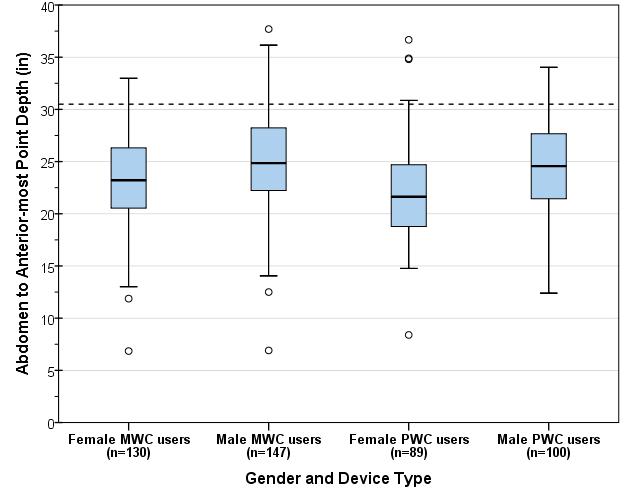 Abdomen to Anterior-most Point Depth (in)
40
35
30
25
20
15
10
5
0
Female MWC users
(n=130)
Male MWC users
(n=147)
Female PWC users
(n=89)
Male PWC users
(n=100)
Gender and Device Type